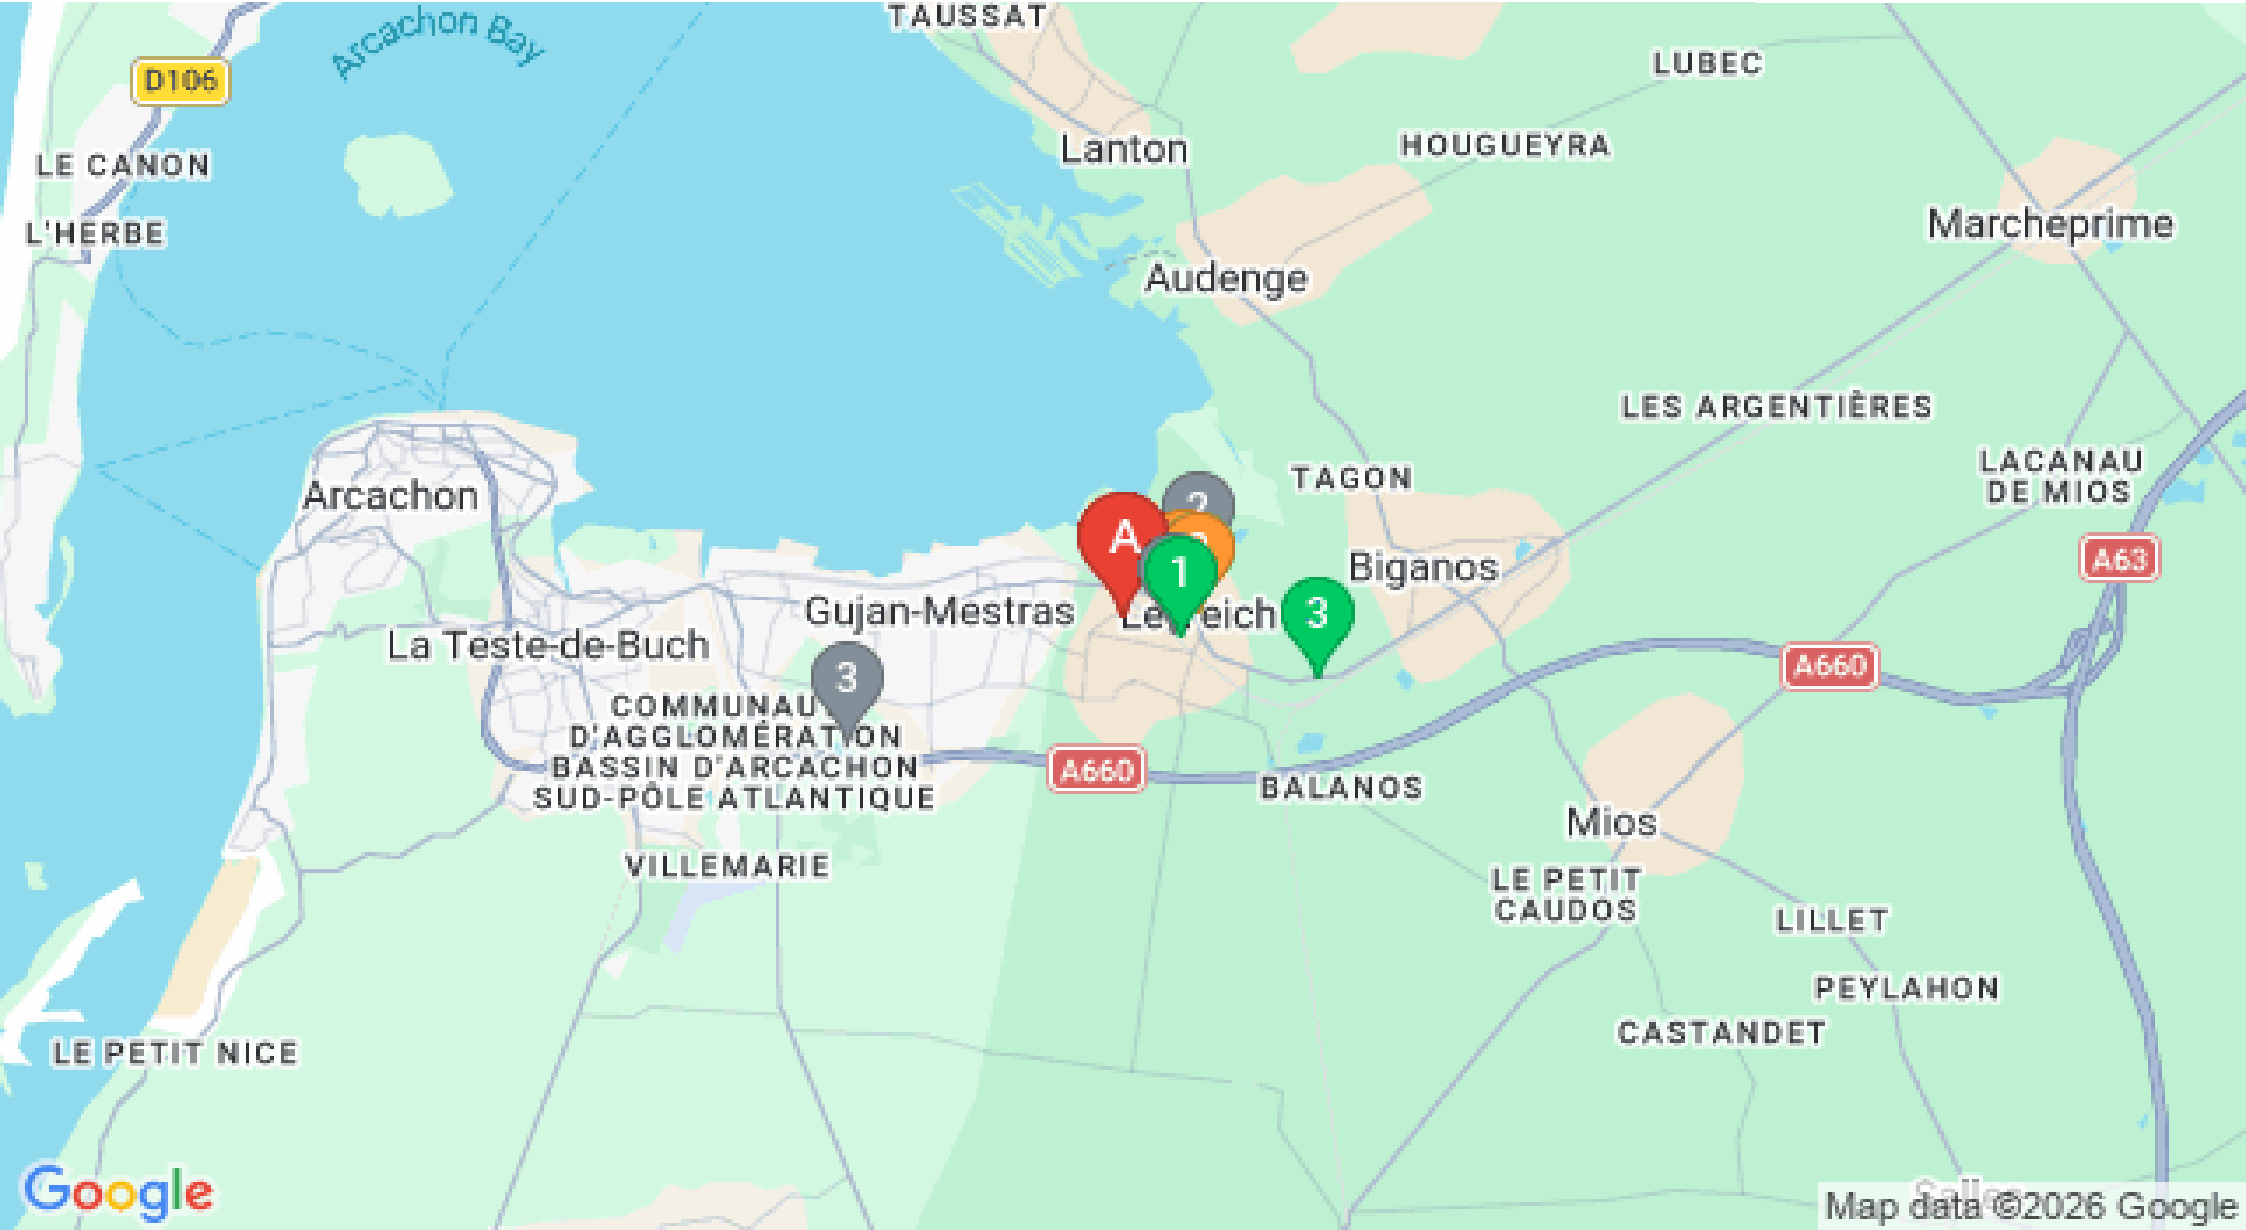 TAUSSAT
Arcachon Bay
D106
LUBEC
LE CANON
Lanton
HOUGUEYRA
L'HERBE
Marcheprime
Audenge
LES ARGENTIÈRES
TAGON
LACANAU
DE MIOS
Arcachon
2
A
1
Biganos
A63
Gujan-Mestras
3
La Teste-de-Buch
A660
3
D'AGGLOMÉRATION
BASSIN D'ARCACHON
SUD-PÔLE ATLANTIQUE
A660
BALANOS
Mios
VILLEMARIE
LE PETIT
CAUDOS
LILLET
PEYLAHON
CASTANDET
LE PETIT NICE
Google
Map data ©2026 Google